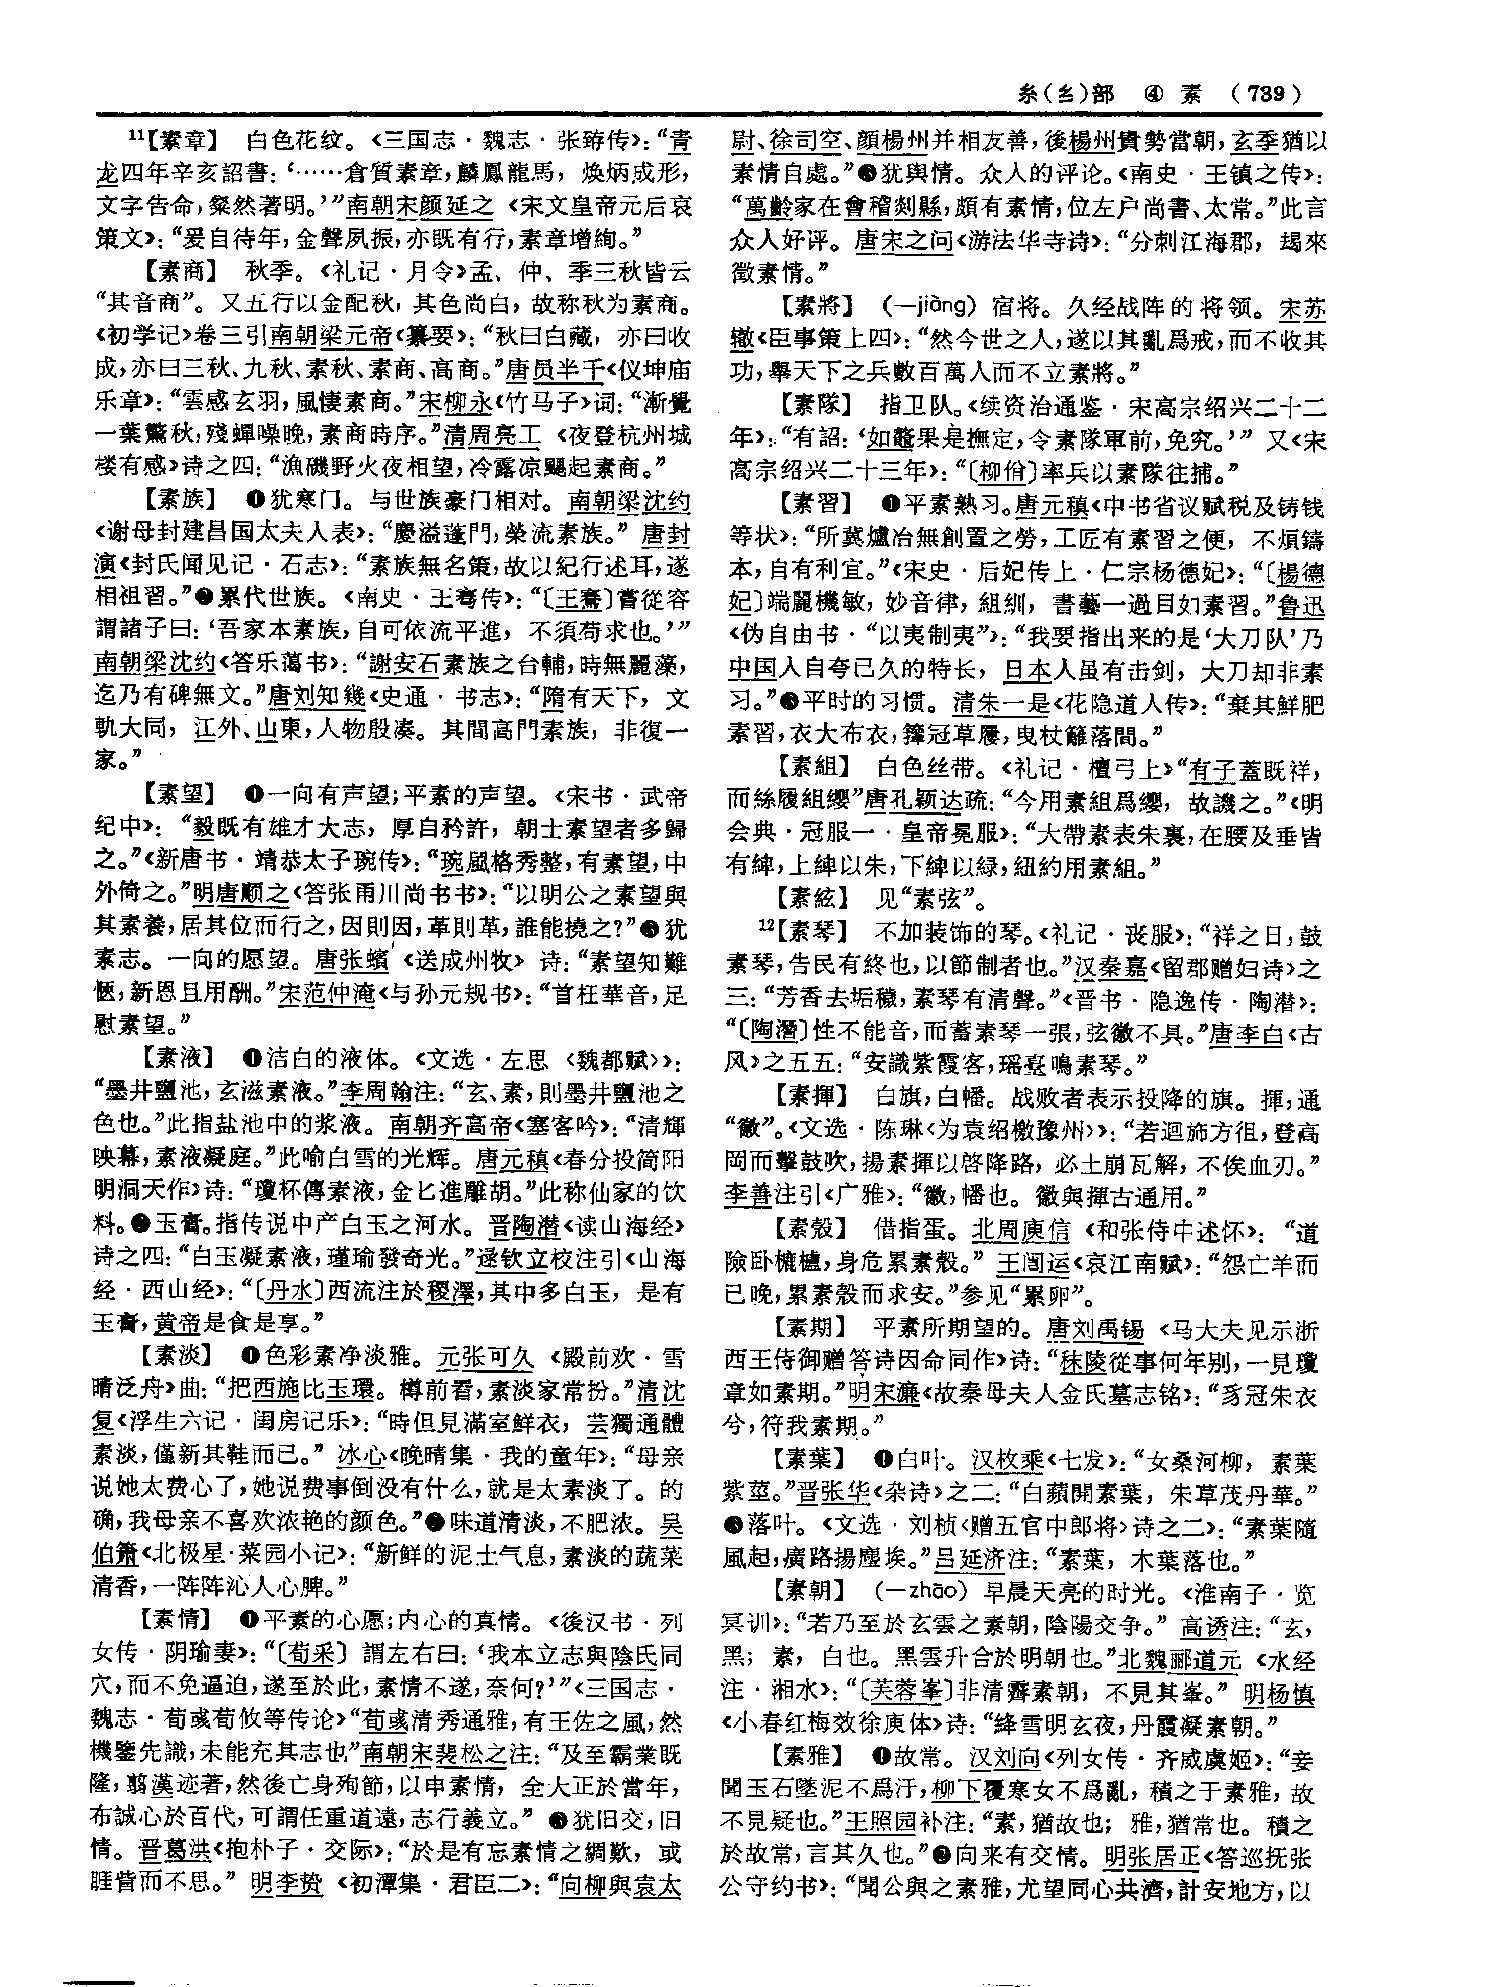 糸(纟)部 ④ 素 (739)
11【素章】 白色花纹。《三国志·魏志·张臶传》：“青
龙四年辛亥詔書：‘……倉質素章，麟鳳龍馬，焕炳成形，
文字告命，粲然著明。’”南朝宋颜延之《宋文皇帝元后哀
策文》：“爰自待年，金聲夙振，亦既有行，素章增絢。”
【素商】 秋季。《礼记·月令》孟、仲、季三秋皆云
“其音商”。又五行以金配秋，其色尚白，故称秋为素商。
《初学记》卷三引南朝梁元帝《纂要》：“秋曰白藏，亦曰收
成，亦曰三秋、九秋、素秋、素商、高商。”唐员半千《仪坤庙
乐章》：“雲感玄羽，風悽素商。”宋柳永《竹马子》词：“漸覺
一葉驚秋，殘蟬噪晚，素商時序。”清周亮工《夜登杭州城
楼有感》诗之四：“漁磯野火夜相望，冷露凉颸起素商。”
【素族】 ❶犹寒门。与世族豪门相对。南朝梁沈约
《谢母封建昌国太夫人表》：“慶溢蓬門，榮流素族。”唐封
演《封氏闻见记·石志》：“素族無名策，故以紀行述耳，遂
相祖習。”❷累代世族。《南史·王骞传》：“〔王騫〕嘗從容
謂諸子曰：‘吾家本素族，自可依流平進，不須苟求也。’”
南朝梁沈约《答乐蔼书》：“謝安石素族之台輔，時無麗藻，
迄乃有碑無文。”唐刘知幾《史通·书志》：“隋有天下，文
軌大同，江外、山東，人物殷凑。其間高門素族，非復一
家。”
【素望】 ❶一向有声望；平素的声望。《宋书·武帝
纪中》：“毅既有雄才大志，厚自矜許，朝士素望者多歸
之。”《新唐书·靖恭太子琬传》：“琬風格秀整，有素望，中
外倚之。”明唐顺之《答张甬川尚书书》：“以明公之素望與
其素養，居其位而行之，因則因，革則革，誰能撓之？”❷犹
素志。一向的愿望。唐张蠙《送成州牧》诗：“素望知難
愜，新恩且用酬。”宋范仲淹《与孙元规书》：“首枉華音，足
慰素望。”
【素液】 ❶洁白的液体。《文选·左思〈魏都赋〉》：
“墨井鹽池，玄滋素液。”李周翰注：“玄、素，則墨井鹽池之
色也。”此指盐池中的浆液。南朝齐高帝《塞客吟》：“清輝
映幕，素液凝庭。”此喻白雪的光辉。唐元稹《春分投简阳
明洞天作》诗：“瓊杯傳素液，金匕進雕胡。”此称仙家的饮
料。❷玉膏。指传说中产白玉之河水。晋陶潜《读山海经》
诗之四：“白玉凝素液，瑾瑜發奇光。”逯钦立校注引《山海
经·西山经》：“〔丹水〕西流注於稷澤，其中多白玉，是有
玉膏，黄帝是食是享。”
【素淡】 ❶色彩素净淡雅。元张可久《殿前欢·雪
晴泛舟》曲：“把西施比玉環。樽前看，素淡家常扮。”清沈
复《浮生六记·闺房记乐》：“時但見滿室鮮衣，芸獨通體
素淡，僅新其鞋而已。”冰心《晚晴集·我的童年》：“母亲
说她太费心了，她说费事倒没有什么，就是太素淡了。的
确，我母亲不喜欢浓艳的颜色。”❷味道清淡，不肥浓。吴
伯箫《北极星·菜园小记》：“新鲜的泥土气息，素淡的蔬菜
清香，一阵阵沁人心脾。”
【素情】 ❶平素的心愿；内心的真情。《後汉书·列
女传·阴瑜妻》：“〔荀采〕謂左右曰：‘我本立志與陰氏同
穴，而不免逼迫，遂至於此，素情不遂，奈何？’”《三国志·
魏志·荀彧荀攸等传论》“荀彧清秀通雅，有王佐之風，然
機鑒先識，未能充其志也”南朝宋裴松之注：“及至霸業既
隆，翦漢迹著，然後亡身殉節，以申素情，全大正於當年，
布誠心於百代，可謂任重道遠，志行義立。”❷犹旧交，旧
情。晋葛洪《抱朴子·交际》：“於是有忘素情之綢歎，或
睚眥而不思。”明李贽《初潭集·君臣二》：“向柳與袁太
尉、徐司空、顔楊州并相友善，後楊州貴勢當朝，玄季猶以
素情自處。”❸犹舆情。众人的评论。《南史·王镇之传》：
“萬齡家在會稽剡縣，頗有素情，位左户尚書、太常。”此言
众人好评。唐宋之问《游法华寺诗》：“分刺江海郡，朅來
徵素情。”
【素將】 (—jiàng) 宿将。久经战阵的将领。宋苏
辙《臣事策上四》：“然今世之人，遂以其亂爲戒，而不收其
功，舉天下之兵數百萬人而不立素將。”
【素隊】 指卫队。《续资治通鉴·宋高宗绍兴二十二
年》：“有詔：‘如鼇果是撫定，令素隊軍前，免究。’”又《宋
高宗绍兴二十三年》：“〔柳佾〕率兵以素隊往捕。”
【素習】 ❶平素熟习。唐元稹《中书省议赋税及铸钱
等状》：“所冀爐冶無創置之勞，工匠有素習之便，不煩鑄
本，自有利宜。”《宋史·后妃传上·仁宗杨德妃》：“〔楊德
妃〕端麗機敏，妙音律，組紃，書藝一過目如素習。”鲁迅
《伪自由书·“以夷制夷”》：“我要指出来的是‘大刀队’乃
中国人自夸已久的特长，日本人虽有击剑，大刀却非素
习。”❷平时的习惯。清朱一是《花隐道人传》：“棄其鮮肥
素習，衣大布衣，籜冠草屨，曳杖籬落間。”
【素組】 白色丝带。《礼记·檀弓上》“有子蓋既祥，
而絲履組纓”唐孔颖达疏：“今用素組爲纓，故譏之。”《明
会典·冠服一·皇帝冕服》：“大帶素表朱裏，在腰及垂皆
有綼，上綼以朱，下綼以緑，紐約用素組。”
【素絃】 见“素弦”。
12【素琴】 不加装饰的琴。《礼记·丧服》：“祥之日，鼓
素琴，告民有終也，以節制者也。”汉秦嘉《留郡赠妇诗》之
三：“芳香去垢穢，素琴有清聲。”《晋书·隐逸传·陶潜》：
“〔陶潛〕性不能音，而蓄素琴一張，弦徽不具。”唐李白《古
风》之五五：“安識紫霞客，瑶臺鳴素琴。”
【素揮】 白旗，白幡。战败者表示投降的旗。揮，通
“徽”。《文选·陈琳〈为袁绍檄豫州〉》：“若迴斾方徂，登高
岡而擊鼓吹，揚素揮以啓降路，必土崩瓦解，不俟血刃。”
李善注引《广雅》：“徽，幡也。徽與揮古通用。”
【素殻】 借指蛋。北周庾信《和张侍中述怀》：“道
險卧櫎櫨，身危累素殻。”王闿运《哀江南赋》：“怨亡羊而
已晚，累素殻而求安。”参见“累卵”。
【素期】 平素所期望的。唐刘禹锡《马大夫见示浙
西王侍御赠答诗因命同作》诗：“秣陵從事何年别，一見瓊
章如素期。”明宋濂《故秦母夫人金氏墓志铭》：“豸冠朱衣
兮，符我素期。”
【素葉】 ❶白叶。汉枚乘《七发》：“女桑河柳，素葉
紫莖。”晋张华《杂诗》之二：“白蘋開素葉，朱草茂丹華。”
❷落叶。《文选·刘桢〈赠五官中郎将〉诗之二》：“素葉隨
風起，廣路揚塵埃。”吕延济注：“素葉，木葉落也。”
【素朝】 (—zhāo) 早晨天亮的时光。《淮南子·览
冥训》：“若乃至於玄雲之素朝，陰陽交争。”高诱注：“玄，
黑；素，白也。黑雲升合於明朝也。”北魏郦道元《水经
注·湘水》：“〔芙蓉峯〕非清霽素朝，不見其峯。”明杨慎
《小春红梅效徐庾体》诗：“絳雪明玄夜，丹霞凝素朝。”
【素雅】 ❶故常。汉刘向《列女传·齐威虞姬》：“妾
聞玉石墜泥不爲汙，柳下覆寒女不爲亂，積之于素雅，故
不見疑也。”王照园补注：“素，猶故也；雅，猶常也。積之
於故常，言其久也。”❷向来有交情。明张居正《答巡抚张
公守约书》：“聞公與之素雅，尤望同心共濟，計安地方，以